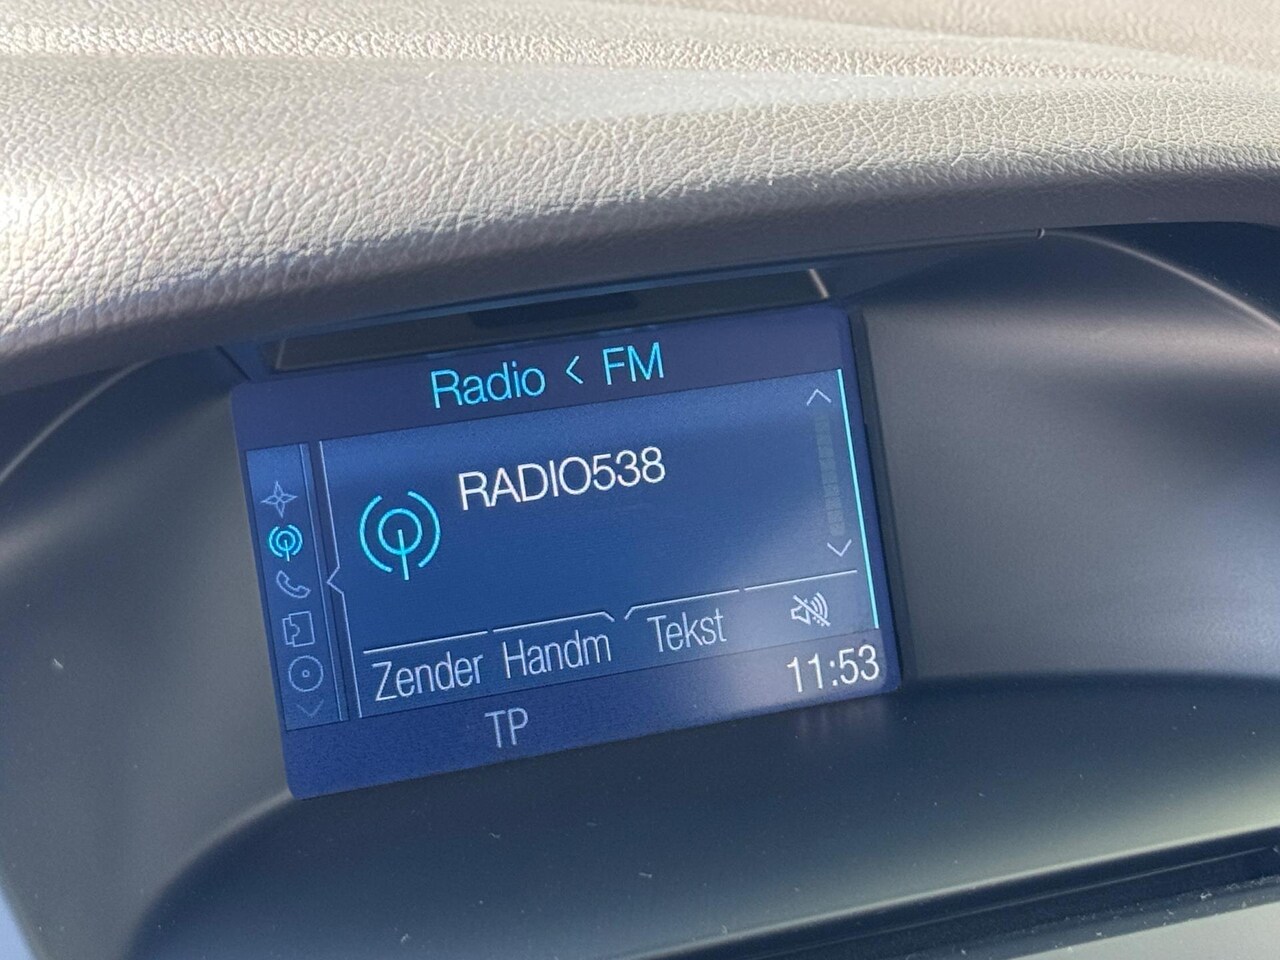 Radio < FM
RADIO538
Zender Handm Tekst
11:53
TP